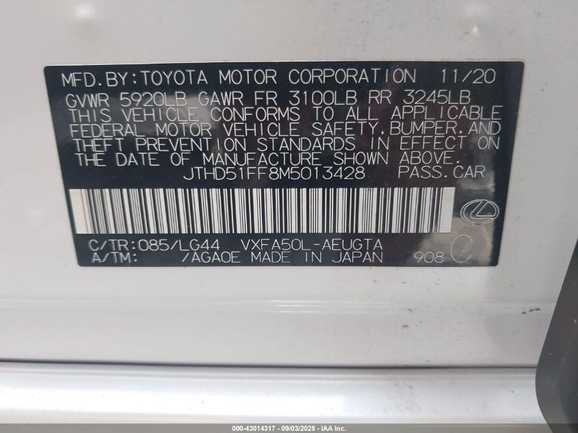 MFD.BY:TOYOTA MOTOR CORPORATION 11/20
GVWR 5920LB GAWR FR 3100LB RR 3245LB
THIS VEHICLE CONFORMS TO ALL APPLICABLE
FEDERAL MOTOR VEHICLE SAFETY,BUMPER,AND
THEFT PREVENTION STANDARDS IN EFFECT ON
THE DATE OF MANUFACTURE SHOWN ABOVE.
JTHD51FF8M5013428 PASS.CAR
C/TR:085/LG44 VXFA50L-AEUGTA
A/TM: /AGA0E MADE IN JAPAN 908 C
000-43014317 - 09/03/2025 - IAA Inc.